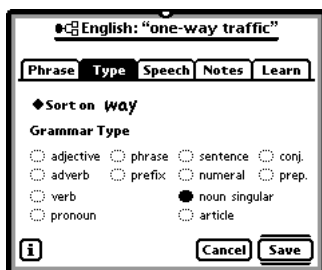 English: “one-way traffic”
Phrase Type Speech Notes Learn
◆Sort on way
Grammar Type
adjective phrase sentence conj.
adverb prefix numeral prep.
verb noun singular
pronoun article
i Cancel Save